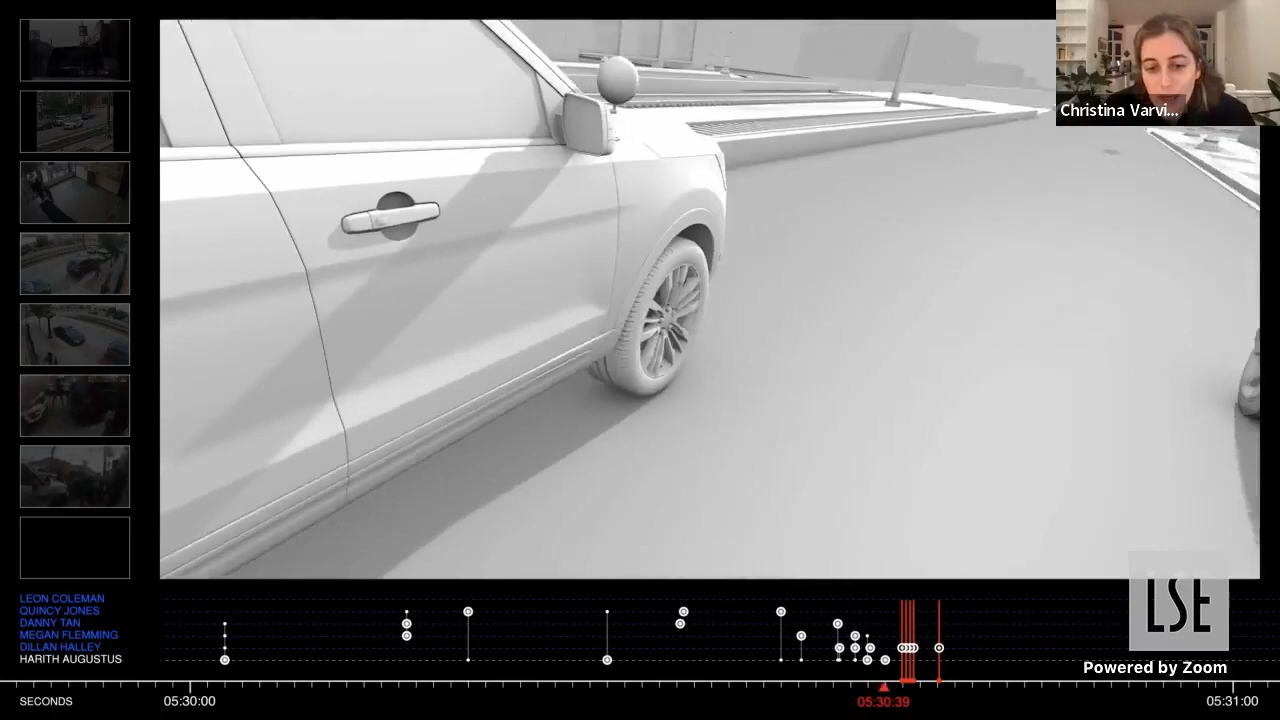 Christina Varvi...
LEON COLEMAN
QUINCY JONES
DANNY TAN
MEGAN FLEMMING
DILLAN HALLEY
HARITH AUGUSTUS
LSE
Powered by Zoom
SECONDS
05:30:00
05:30:39
05:31:00